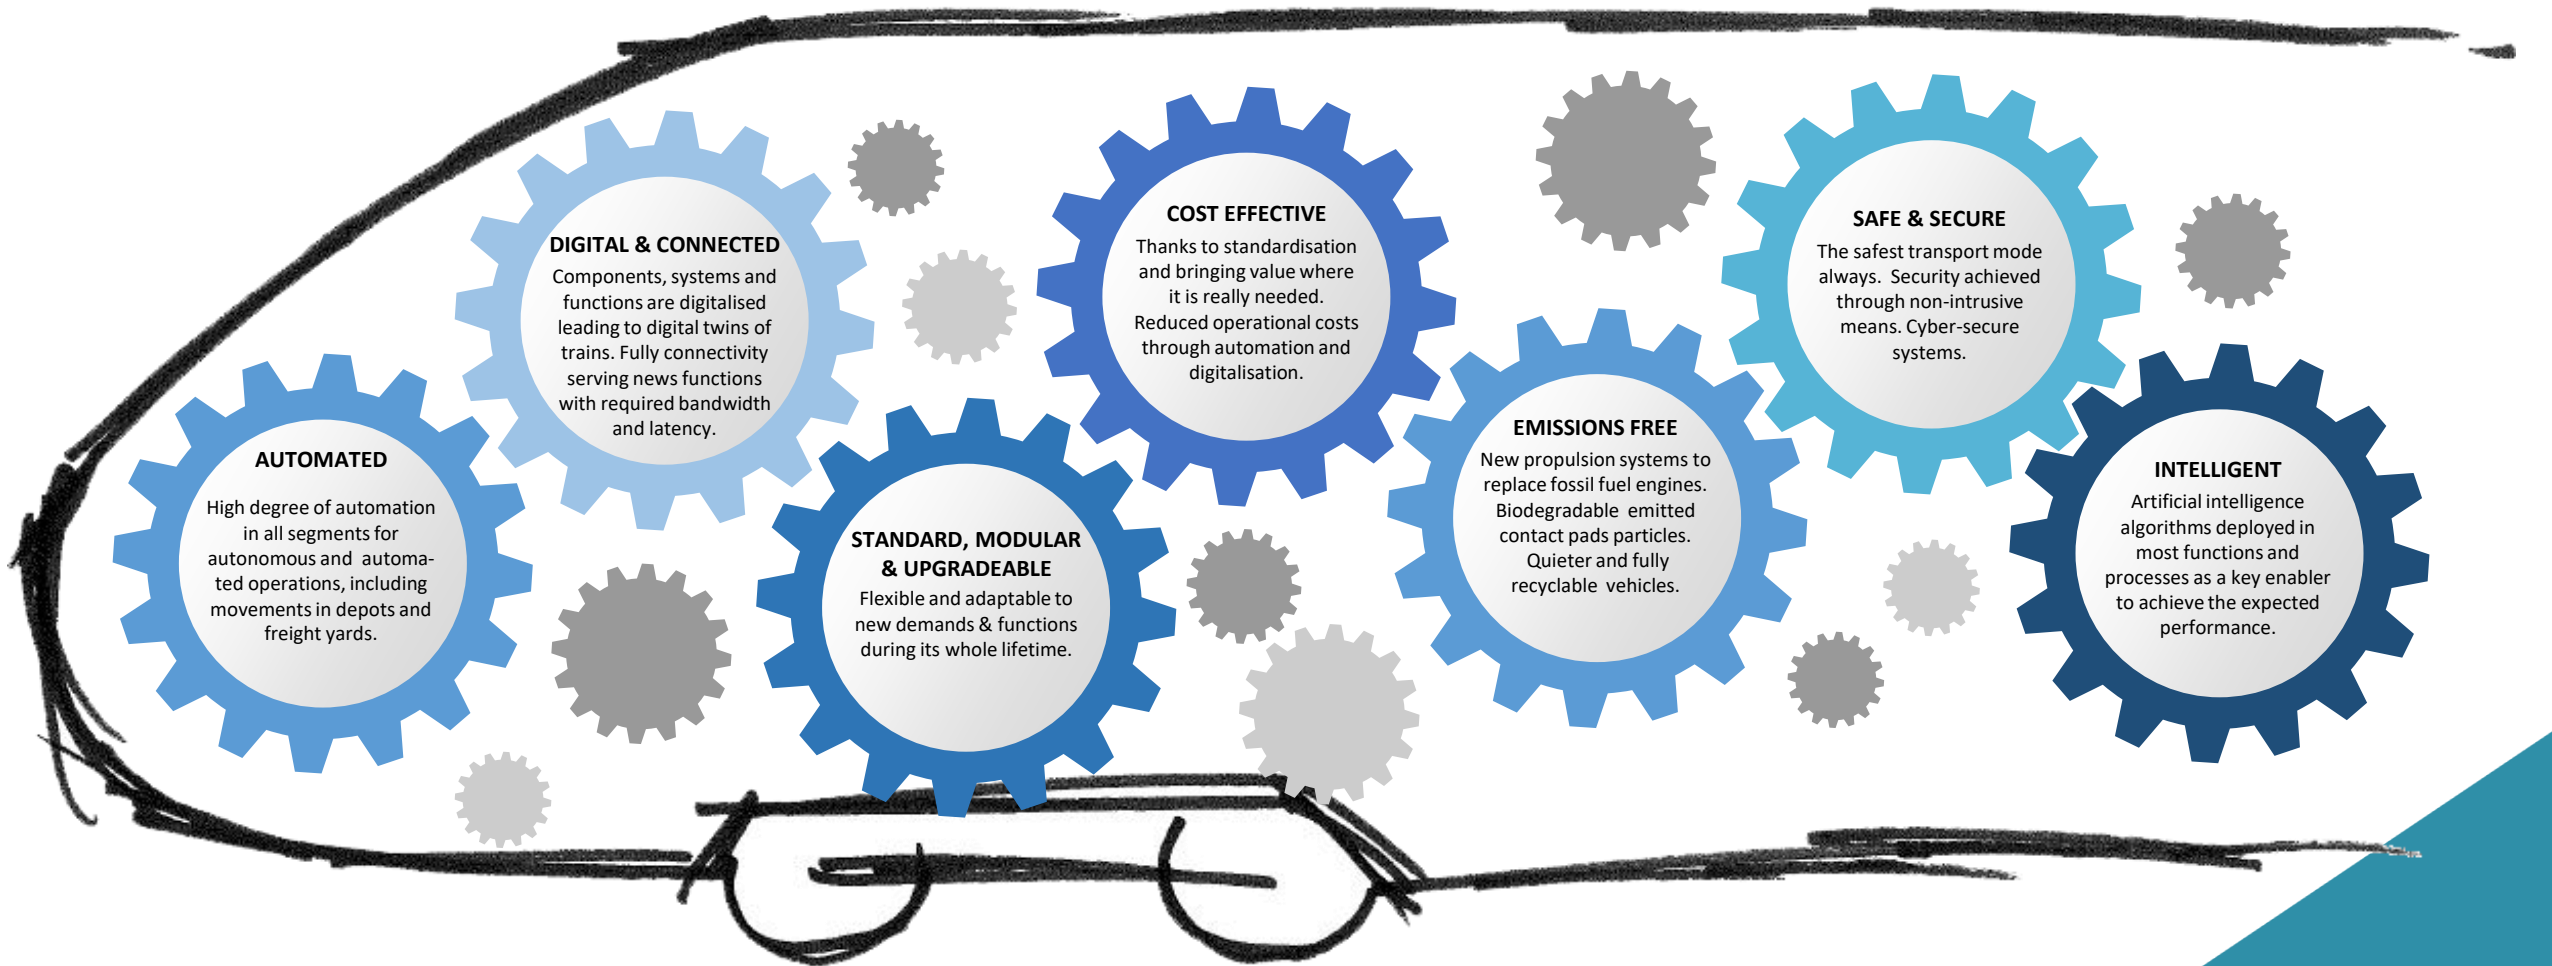 AUTOMATED
High degree of automation
in all segments for
autonomous and automa-
ted operations, including
movements in depots and
freight yards.
DIGITAL & CONNECTED
Components, systems and
functions are digitalised
leading to digital twins of
trains. Fully connectivity
serving news functions
with required bandwidth
and latency.
STANDARD, MODULAR
& UPGRADEABLE
Flexible and adaptable to
new demands & functions
during its whole lifetime.
COST EFFECTIVE
Thanks to standardisation
and bringing value where
it is really needed.
Reduced operational costs
through automation and
digitalisation.
EMISSIONS FREE
New propulsion systems to
replace fossil fuel engines.
Biodegradable emitted
contact pads particles.
Quieter and fully
recyclable vehicles.
SAFE & SECURE
The safest transport mode
always. Security achieved
through non-intrusive
means. Cyber-secure
systems.
INTELLIGENT
Artificial intelligence
algorithms deployed in
most functions and
processes as a key enabler
to achieve the expected
performance.